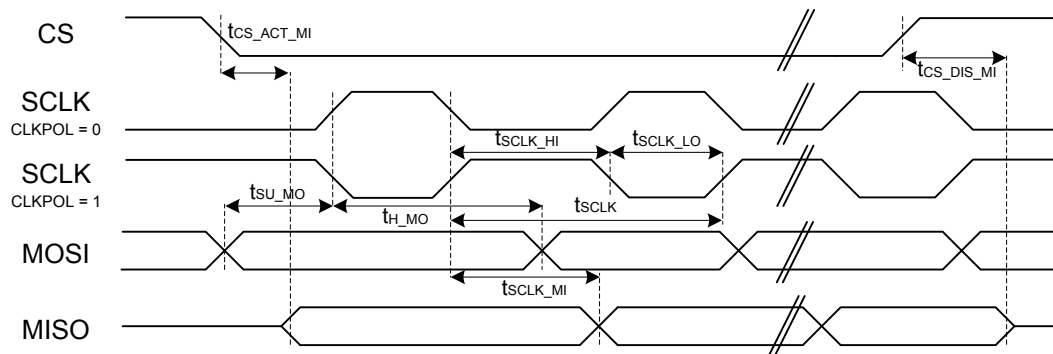 CS
tCS_ACT_MI
tCS_DIS_MI
SCLK
CLKPOL = 0
tSCLK_HI
tSCLK_LO
SCLK
CLKPOL = 1
tSU_MO
tH_MO
tSCLK
MOSI
tSCLK_MI
MISO